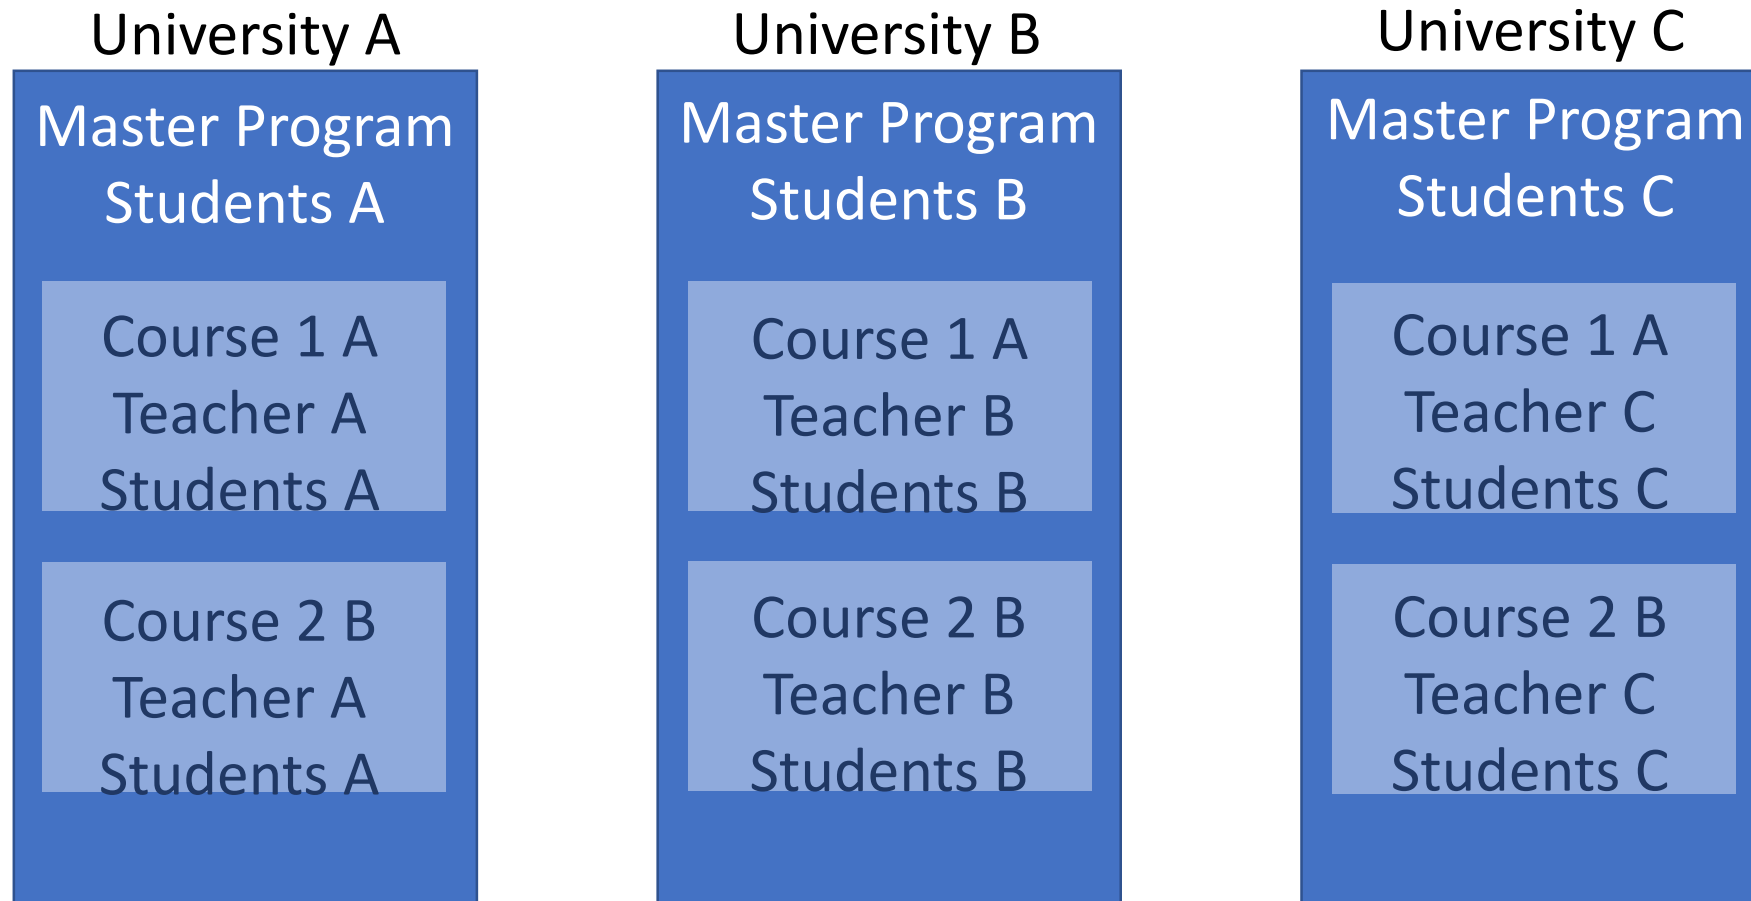 University A
Master Program
Students A
Course 1 A
Teacher A
Students A
Course 2 B
Teacher A
Students A
University B
Master Program
Students B
Course 1 A
Teacher B
Students B
Course 2 B
Teacher B
Students B
University C
Master Program
Students C
Course 1 A
Teacher C
Students C
Course 2 B
Teacher C
Students C